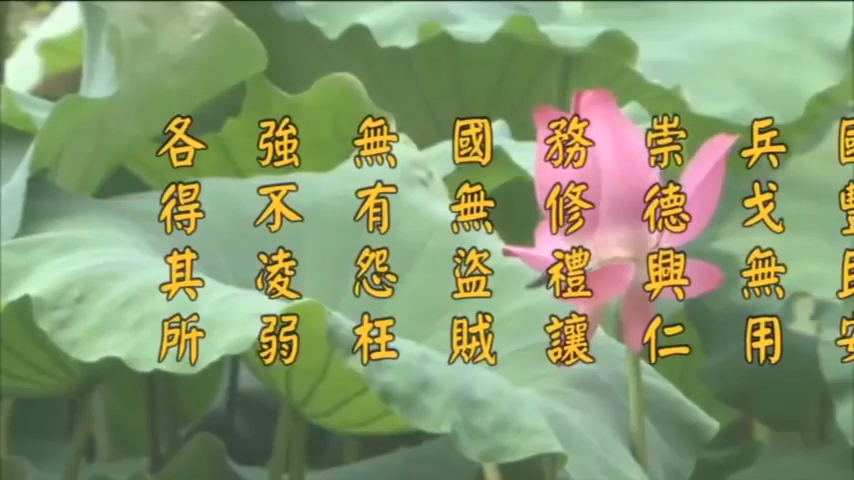 兵戈無用
崇德興仁
務修禮讓
國無盜賊
無有怨枉
強不凌弱
各得其所